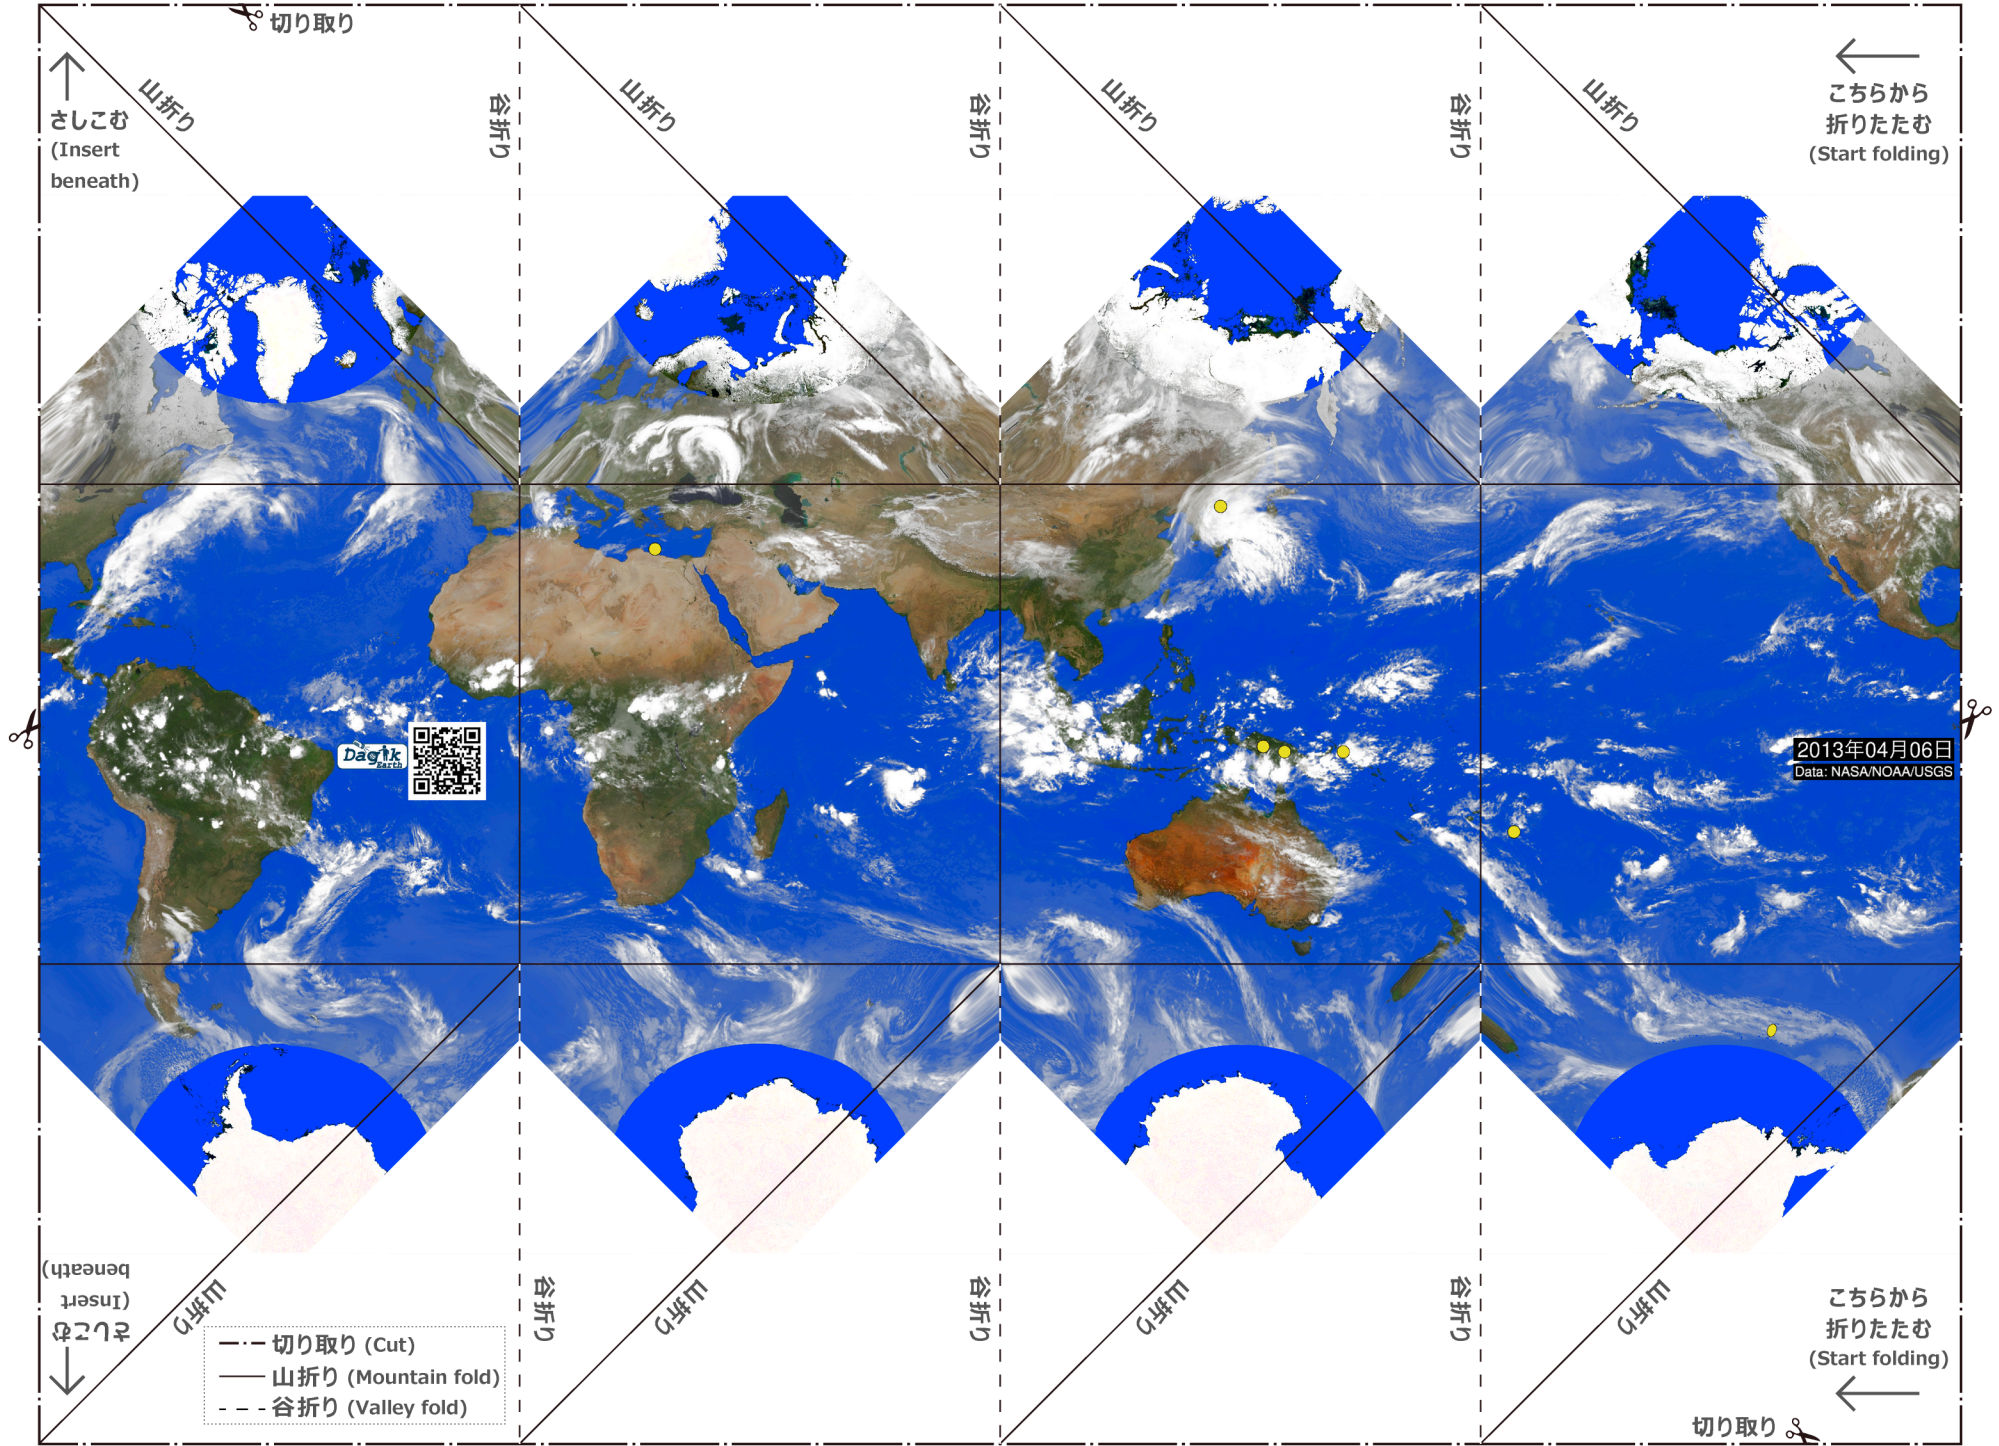 切り取り
さしこむ
(Insert
beneath)
山折り
谷折り
山折り
谷折り
山折り
谷折り
山折り
こちらから
折りたたむ
(Start folding)
Dagik
Earth
2013年04月06日
Data: NASA/NOAA/USGS
さしこむ
(Insert
beneath)
山折り
谷折り
山折り
谷折り
山折り
谷折り
山折り
こちらから
折りたたむ
(Start folding)
切り取り (Cut)
山折り (Mountain fold)
谷折り (Valley fold)
切り取り